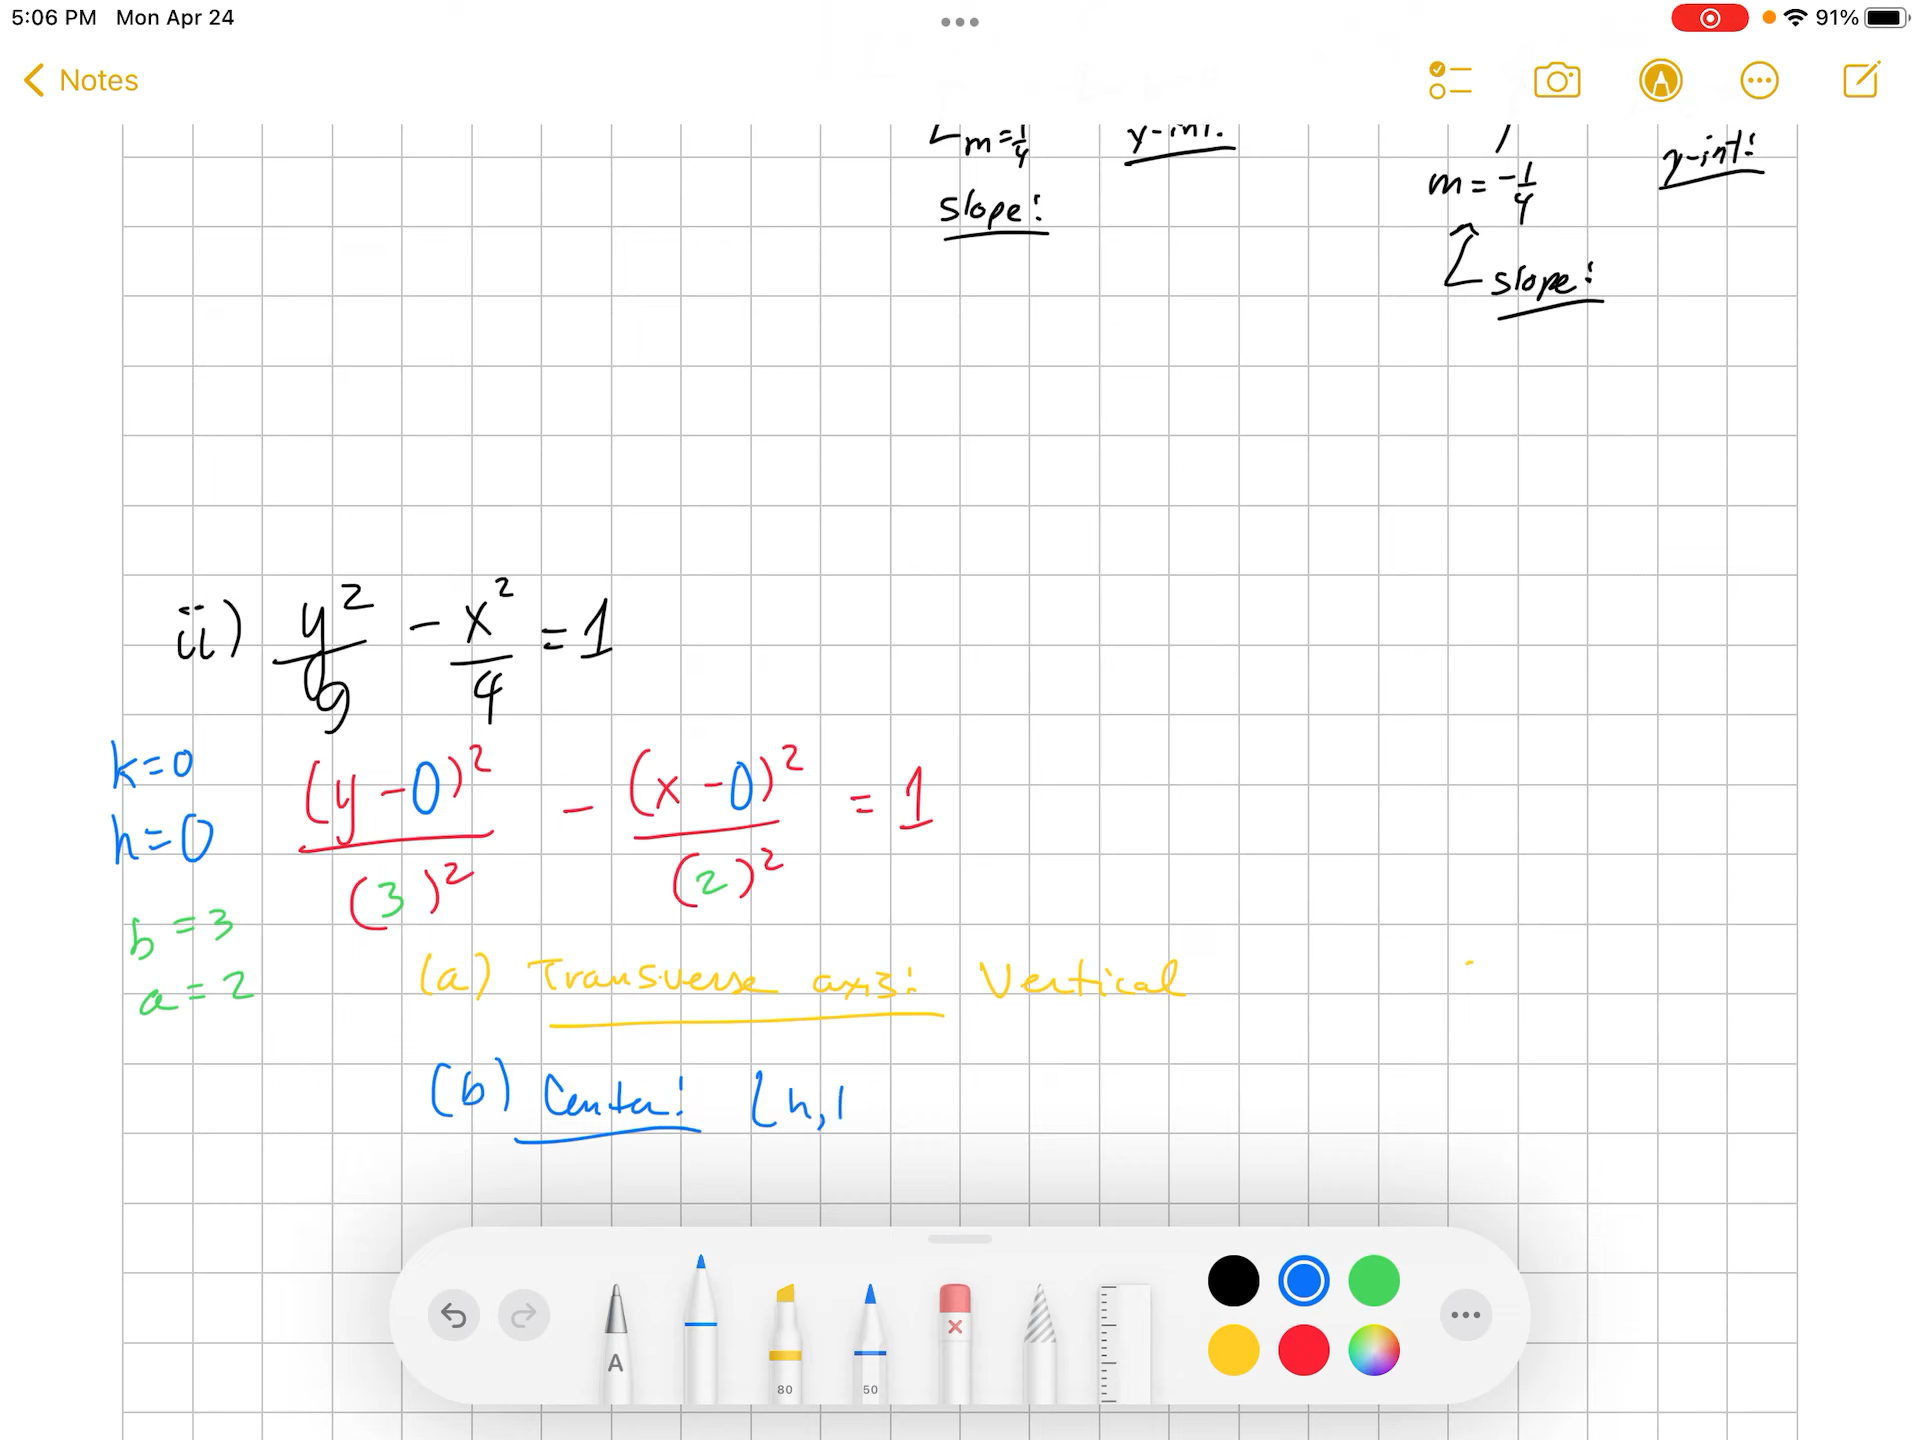 5:06 PM Mon Apr 24
91%
Notes
m = 1/4
y-int:
slope:
m = -1/4
y-int:
slope:
ii) y²/9 - x²/4 = 1
k=0
h=0
(y-0)²/(3)² - (x-0)²/(2)² = 1
b=3
a=2
(a) Transverse axis: Vertical
(b) Center: (h,
A
80
50